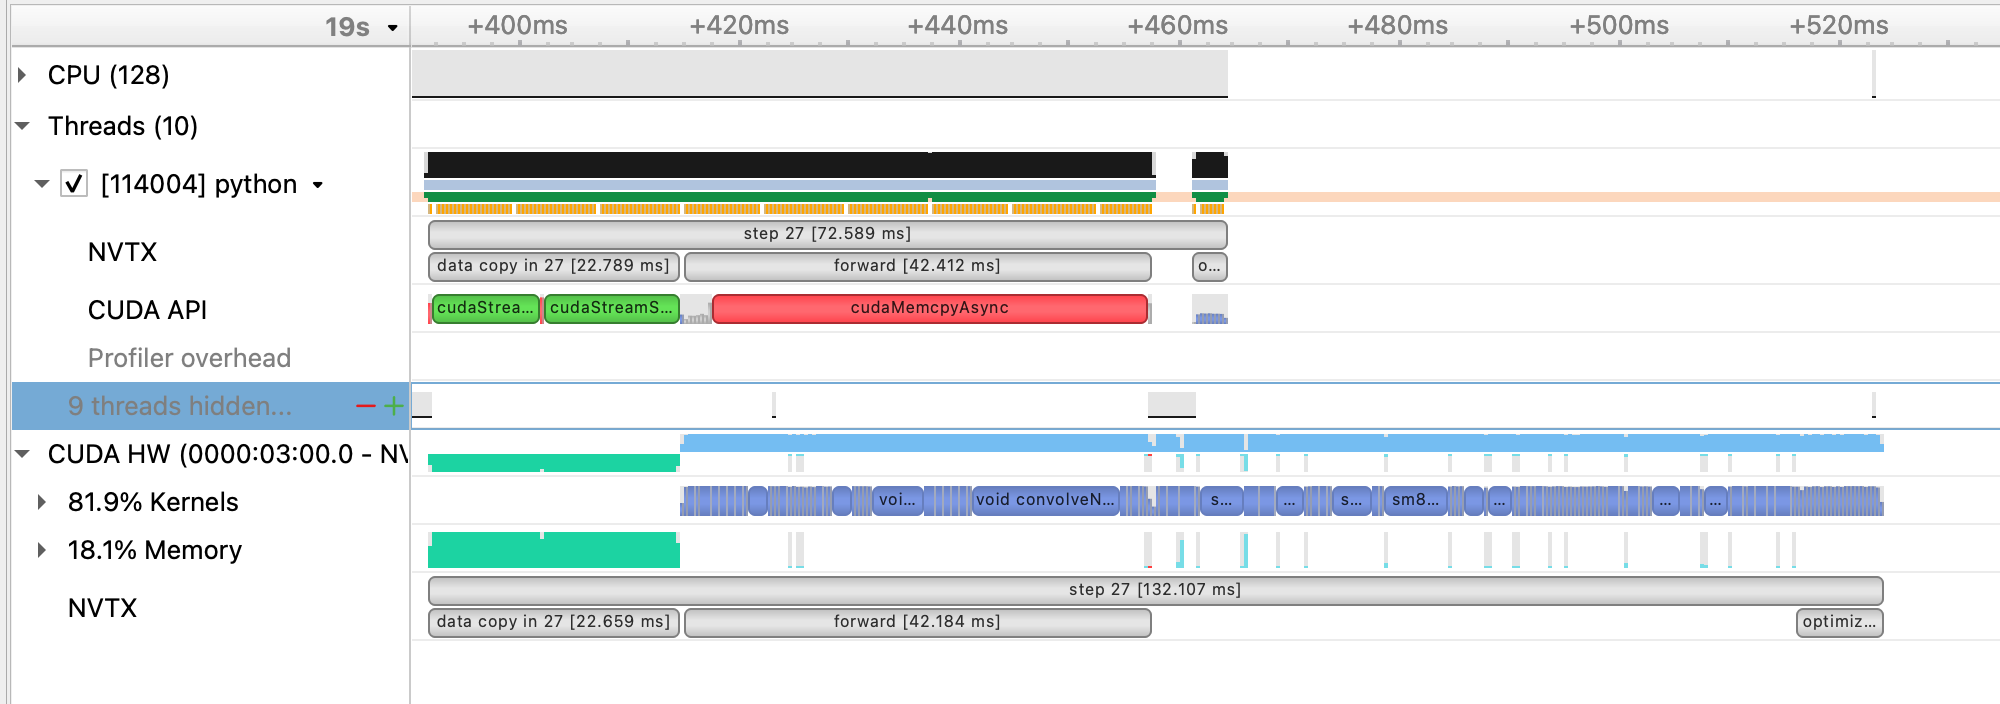 19s +400ms +420ms +440ms +460ms +480ms +500ms +520ms
CPU (128)
Threads (10)
[114004] python
NVTX
step 27 [72.589 ms]
data copy in 27 [22.789 ms] forward [42.412 ms] o...
CUDA API
cudaStrea... cudaStreamS... cudaMemcpyAsync
Profiler overhead
9 threads hidden...
CUDA HW (0000:03:00.0 - NV
81.9% Kernels
voi... void convolveN... s... ... s... sm8... ... ... ...
18.1% Memory
NVTX
step 27 [132.107 ms]
data copy in 27 [22.659 ms] forward [42.184 ms] optimiz...